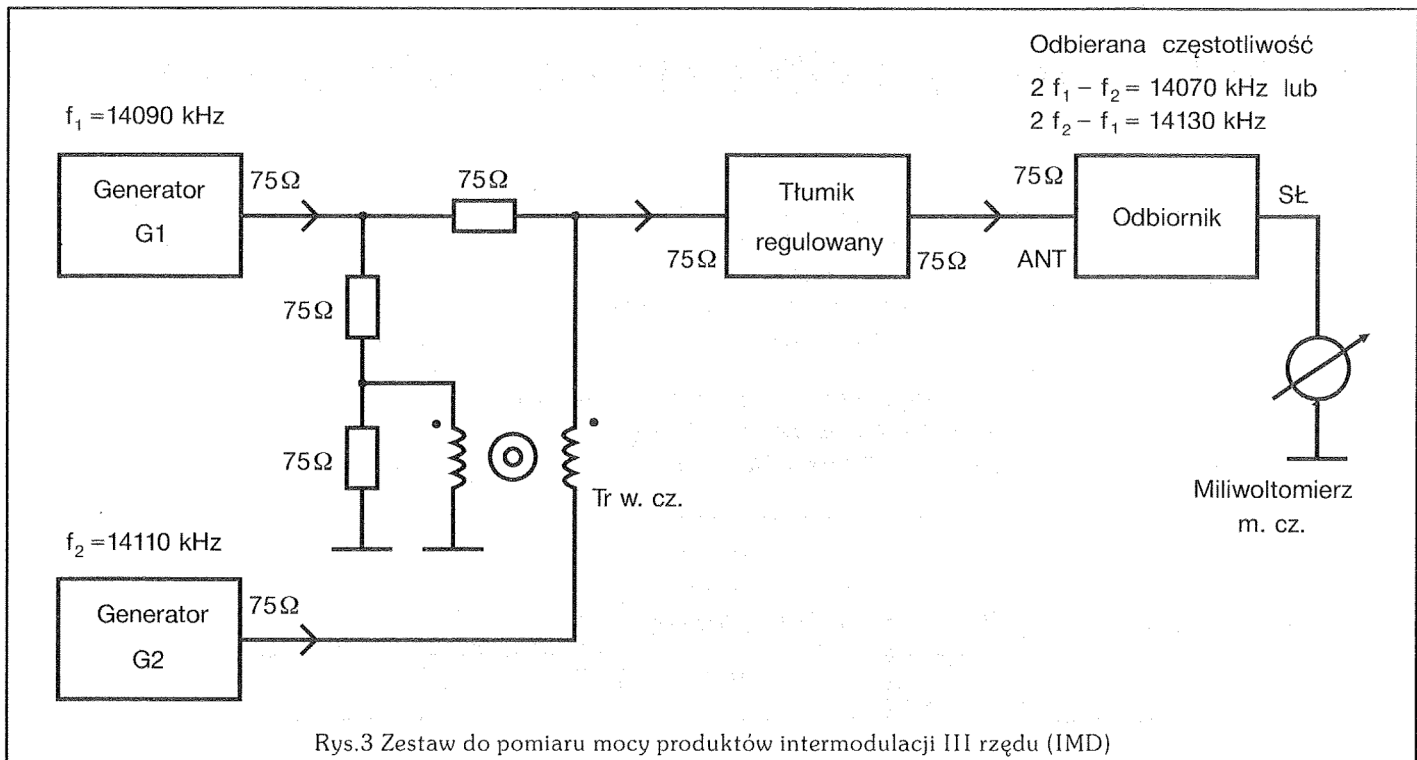 Odbierana częstotliwość
2 f₁ – f₂ = 14070 kHz lub
2 f₂ – f₁ = 14130 kHz
f₁ =14090 kHz
Generator
G1
75Ω
75Ω
75Ω
75Ω
Tłumik
regulowany
75Ω
75Ω
75Ω
ANT
Odbiornik
SŁ
Miliwoltomierz
m. cz.
Tr w. cz.
f₂ =14110 kHz
Generator
G2
75Ω
Rys.3 Zestaw do pomiaru mocy produktów intermodulacji III rzędu (IMD)